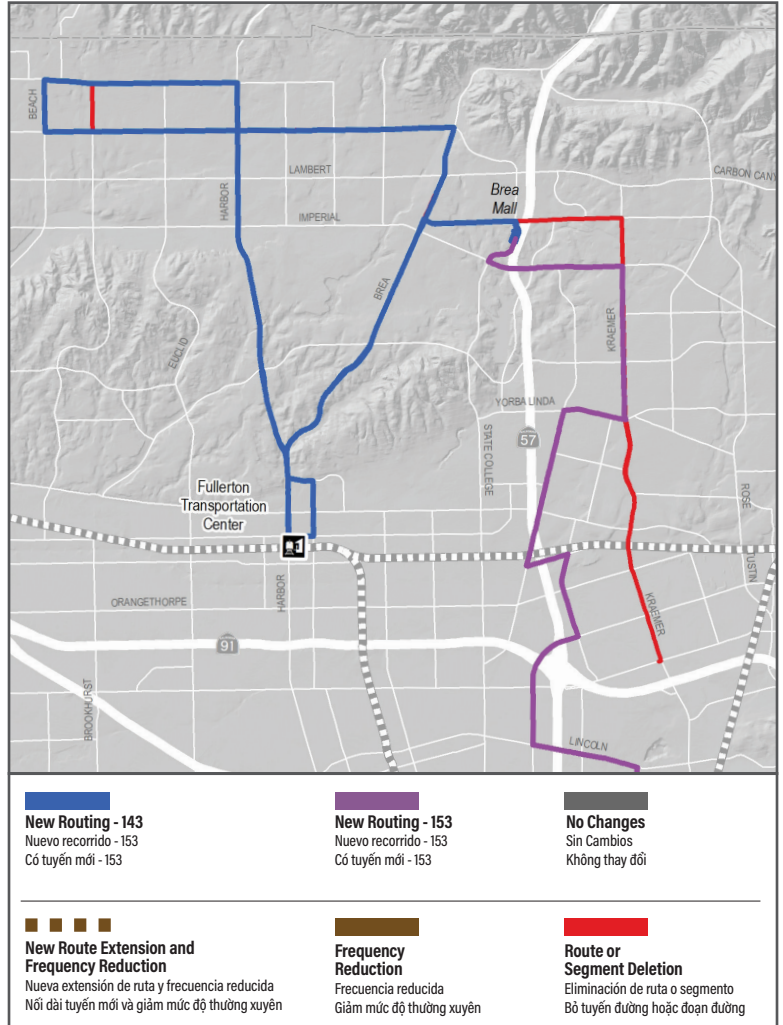 BEACH
HARBOR
LAMBERT
IMPERIAL
Brea
Mall
CARBON CANY
EUCLID
BREA
KRAEMER
YORBA LINDA
STATE COLLEGE
57
ROSE
Fullerton
Transportation
Center
USTIN
ORANGETHORPE
HARBOR
KRAEMER
91
BROOKHURST
LINCOLN
New Routing - 143
Nuevo recorrido - 153
Có tuyến mới - 153
New Routing - 153
Nuevo recorrido - 153
Có tuyến mới - 153
No Changes
Sin Cambios
Không thay đổi
New Route Extension and
Frequency Reduction
Nueva extensión de ruta y frecuencia reducida
Nối dài tuyến mới và giảm mức độ thường xuyên
Frequency
Reduction
Frecuencia reducida
Giảm mức độ thường xuyên
Route or
Segment Deletion
Eliminación de ruta o segmento
Bỏ tuyến đường hoặc đoạn đường